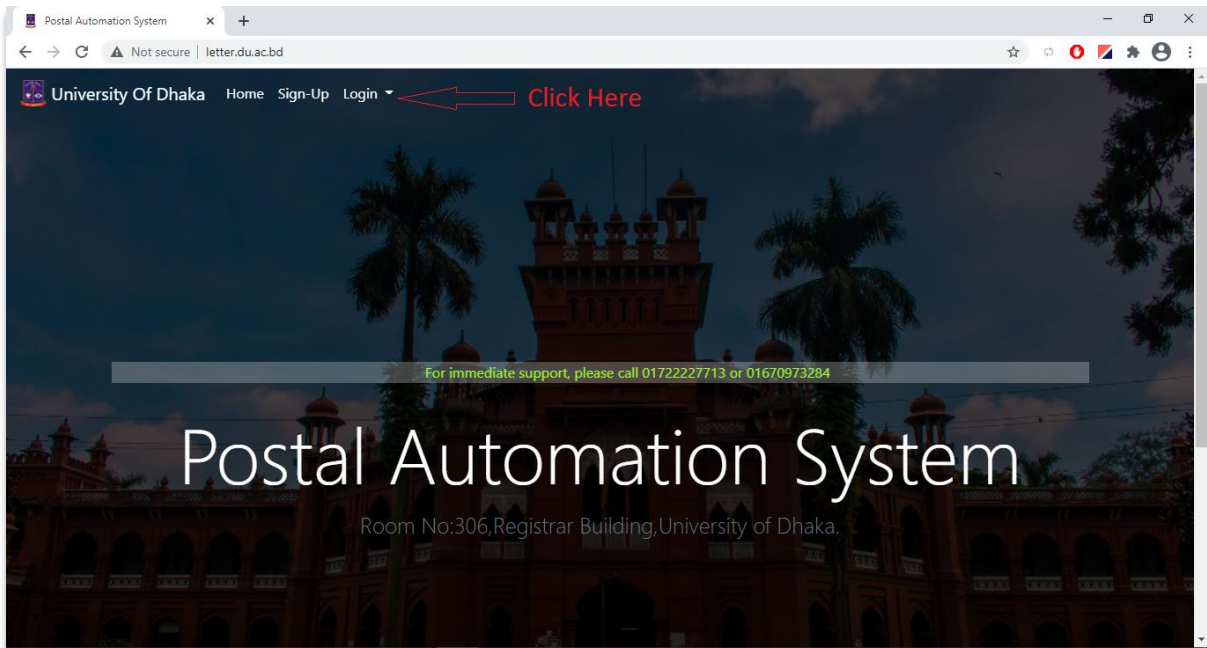 Postal Automation System
Not secure | letter.du.ac.bd
University Of Dhaka Home Sign-Up Login Click Here
For immediate support, please call 01722227713 or 01670973284
Postal Automation System
Room No:306,Registrar Building,University of Dhaka.